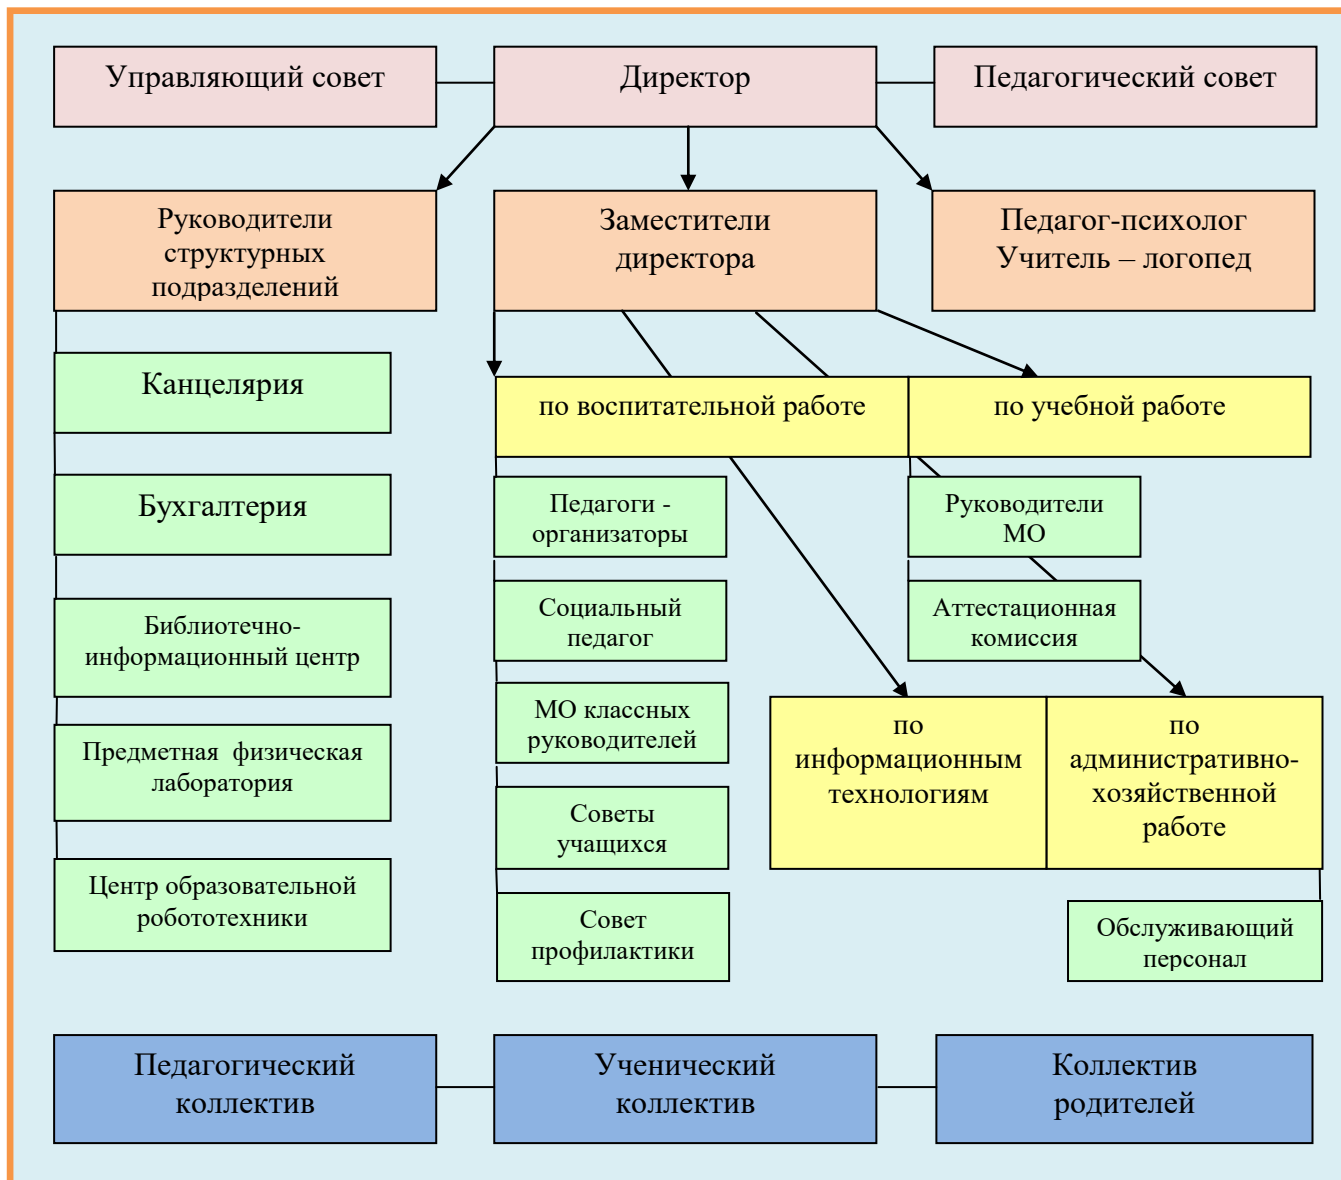 Управляющий совет
Директор
Педагогический совет
Руководители
структурных
подразделений
Заместители
директора
Педагог-психолог
Учитель – логопед
Канцелярия
Бухгалтерия
Библиотечно-
информационный центр
Предметная физическая
лаборатория
Центр образовательной
робототехники
по воспитательной работе
по учебной работе
Педагоги -
организаторы
Социальный
педагог
МО классных
руководителей
Советы
учащихся
Совет
профилактики
Руководители
МО
Аттестационная
комиссия
по
информационным
технологиям
по
административно-
хозяйственной
работе
Обслуживающий
персонал
Педагогический
коллектив
Ученический
коллектив
Коллектив
родителей